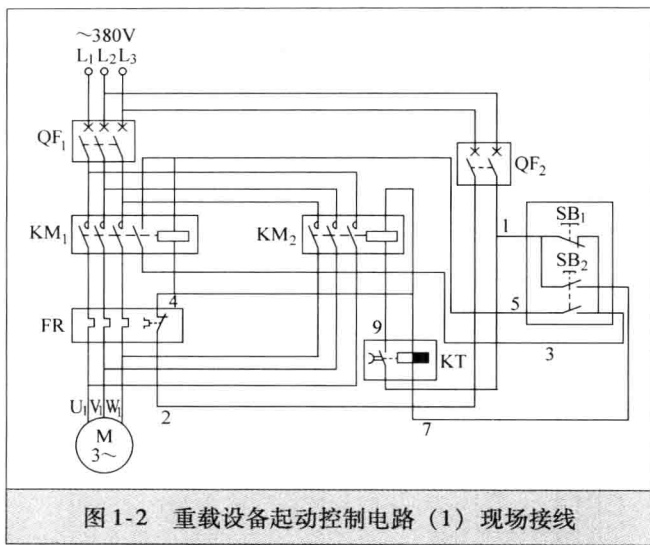 ～380V
L₁ L₂ L₃
QF₁
QF₂
1
SB₁
KM₁
KM₂
SB₂
4
5
FR
9
3
KT
U₁ V₁ W₁
2
7
M
3～
图1-2 重载设备起动控制电路（1）现场接线